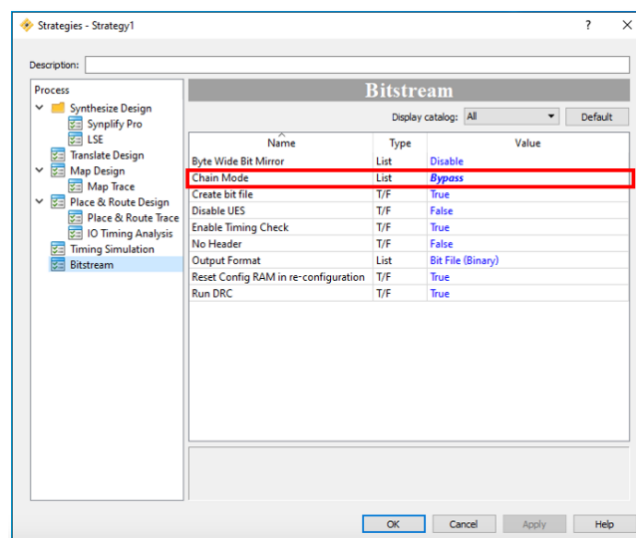 Strategies - Strategy1
Description:
Process
Synthesize Design
Synplify Pro
LSE
Translate Design
Map Design
Map Trace
Place & Route Design
Place & Route Trace
IO Timing Analysis
Timing Simulation
Bitstream
Bitstream
Display catalog: All Default
Name Type Value
Byte Wide Bit Mirror List Disable
Chain Mode List Bypass
Create bit file T/F True
Disable UES T/F False
Enable Timing Check T/F True
No Header T/F False
Output Format List Bit File (Binary)
Reset Config RAM in re-configuration T/F True
Run DRC T/F True
OK Cancel Apply Help